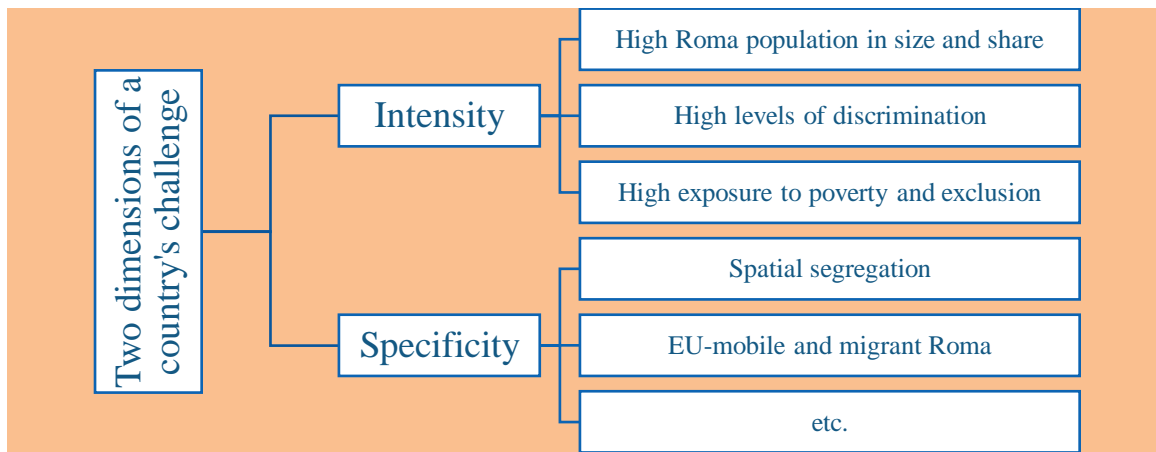 Two dimensions of a
country's challenge
Intensity
High Roma population in size and share
High levels of discrimination
High exposure to poverty and exclusion
Specificity
Spatial segregation
EU-mobile and migrant Roma
etc.